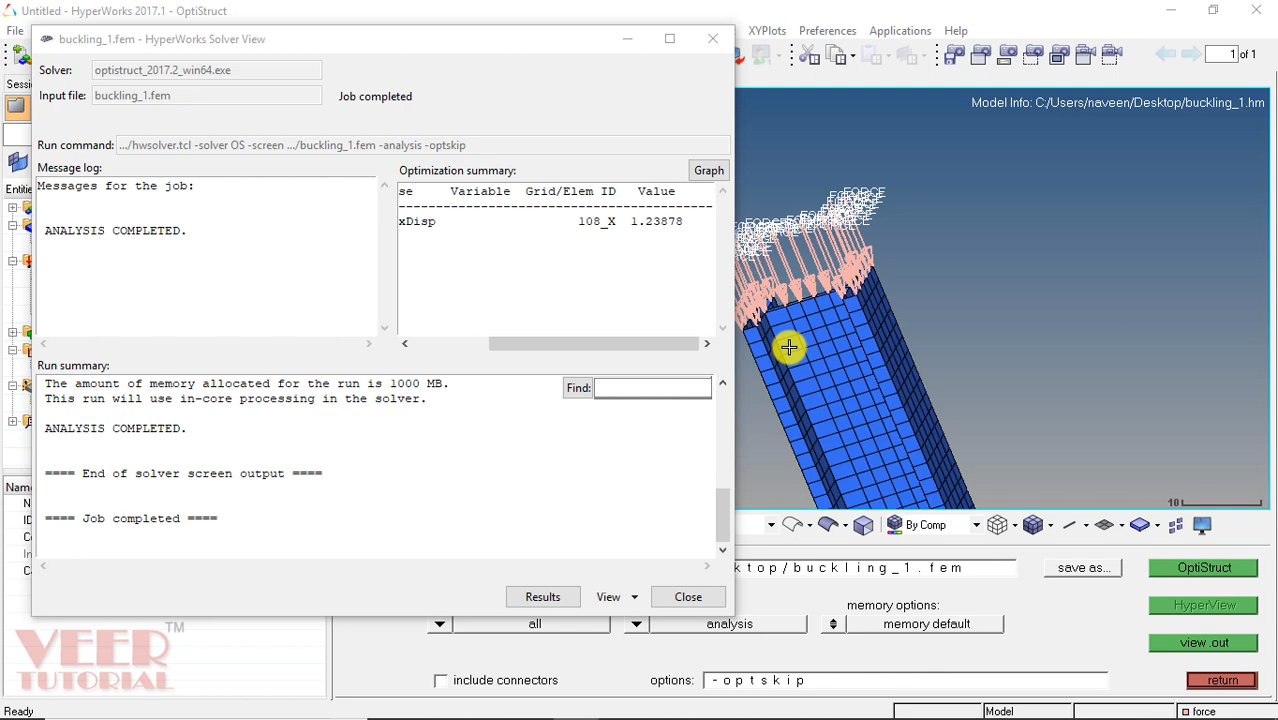 Untitled - HyperWorks 2017.1 - OptiStruct
File
XYPlots Preferences Applications Help
1 of 1
buckling_1.fem - HyperWorks Solver View
Solver: optistruct_2017.2_win64.exe
Input file: buckling_1.fem Job completed
Run command: .../hwsolver.tcl -solver OS -screen .../buckling_1.fem -analysis -optskip
Message log: Optimization summary: Graph
Messages for the job:
ANALYSIS COMPLETED.
se Variable Grid/Elem ID Value
-----------------------------------------
xDisp 108_X 1.23878
Run summary:
The amount of memory allocated for the run is 1000 MB.
This run will use in-core processing in the solver.
ANALYSIS COMPLETED.
==== End of solver screen output ====
==== Job completed ====
Find:
Results View Close
Sessi
Entitie
Name
N
ID
Co
In
Ca
Model Info: C:/Users/naveen/Desktop/buckling_1.hm
FORCE
10
By Comp
ktop/buckling_1.fem save as... OptiStruct
memory options: HyperView
all analysis memory default
view .out
include connectors options: -optskip return
VEER TM
TUTORIAL
Ready Model force